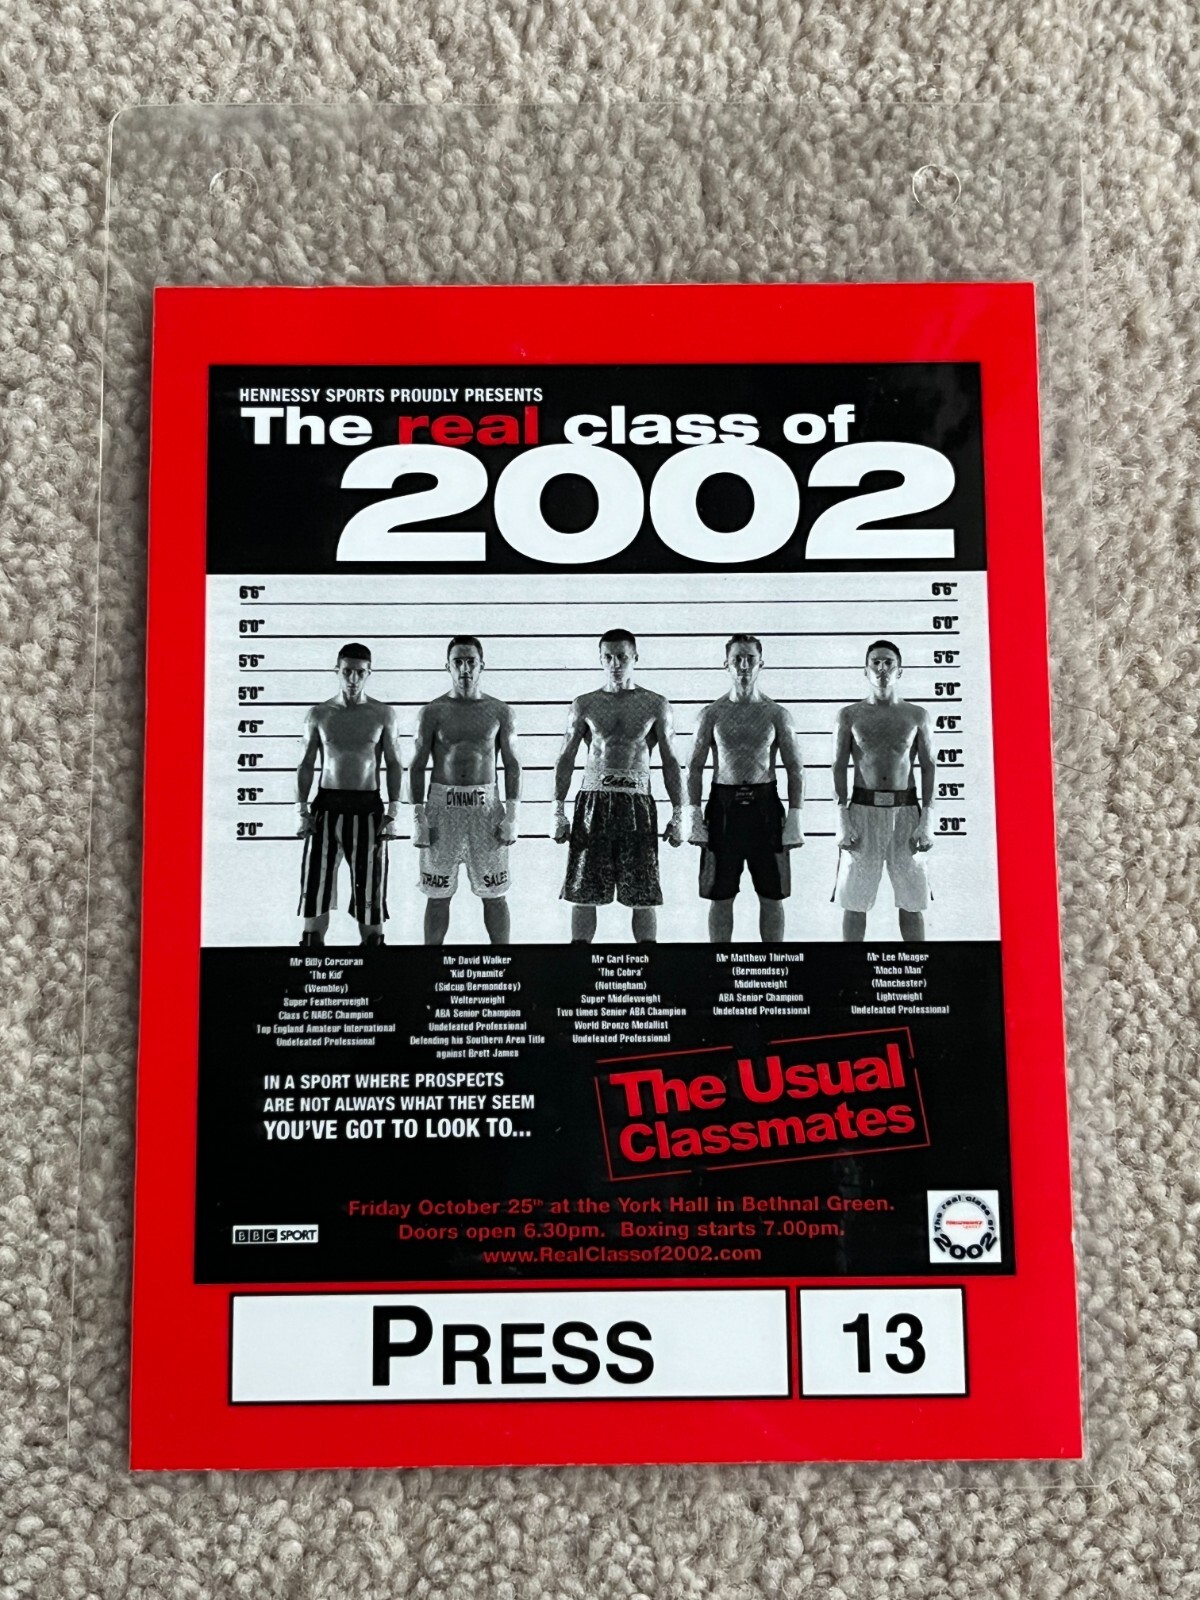 HENNESSY SPORTS PROUDLY PRESENTS
The real class of
2002
6'6" 6'6"
6'0" 6'0"
5'6" 5'6"
5'0" 5'0"
4'6" 4'6"
4'0" 4'0"
3'6" 3'6"
3'0" 3'0"
DYNAMITE
Cobra
TRADE SALES
Mr Billy Corcoran
'The Kid'
(Wembley)
Super Featherweight
Class C NABC Champion
Top England Amateur International
Undefeated Professional
Mr David Walker
'Kid Dynamite'
(Sidcup/Bermondsey)
Welterweight
ABA Senior Champion
Undefeated Professional
Defending his Southern Area Title
against Brett James
Mr Carl Froch
'The Cobra'
(Nottingham)
Super Middleweight
Two times Senior ABA Champion
World Bronze Medallist
Undefeated Professional
Mr Matthew Thirlwall
(Bermondsey)
Middleweight
ABA Senior Champion
Undefeated Professional
Mr Lee Meager
'Macho Man'
(Manchester)
Lightweight
Undefeated Professional
IN A SPORT WHERE PROSPECTS
ARE NOT ALWAYS WHAT THEY SEEM
YOU'VE GOT TO LOOK TO...
The Usual
Classmates
Friday October 25th at the York Hall in Bethnal Green.
Doors open 6.30pm. Boxing starts 7.00pm.
www.RealClassof2002.com
BBC SPORT
The real class of
2002
PRESS
13